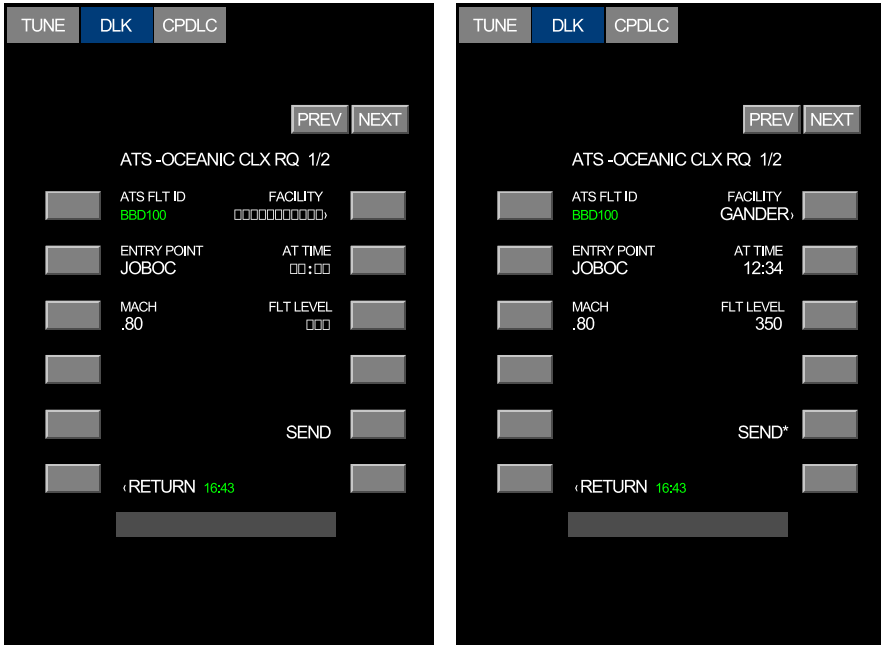 TUNE DLK CPDLC
PREV NEXT
ATS -OCEANIC CLX RQ 1/2
ATS FLT ID FACILITY
BBD100 □□□□□□□□□□□›
ENTRY POINT AT TIME
JOBOC □□:□□
MACH FLT LEVEL
.80 □□□
SEND
‹RETURN 16:43
TUNE DLK CPDLC
PREV NEXT
ATS -OCEANIC CLX RQ 1/2
ATS FLT ID FACILITY
BBD100 GANDER›
ENTRY POINT AT TIME
JOBOC 12:34
MACH FLT LEVEL
.80 350
SEND*
‹RETURN 16:43